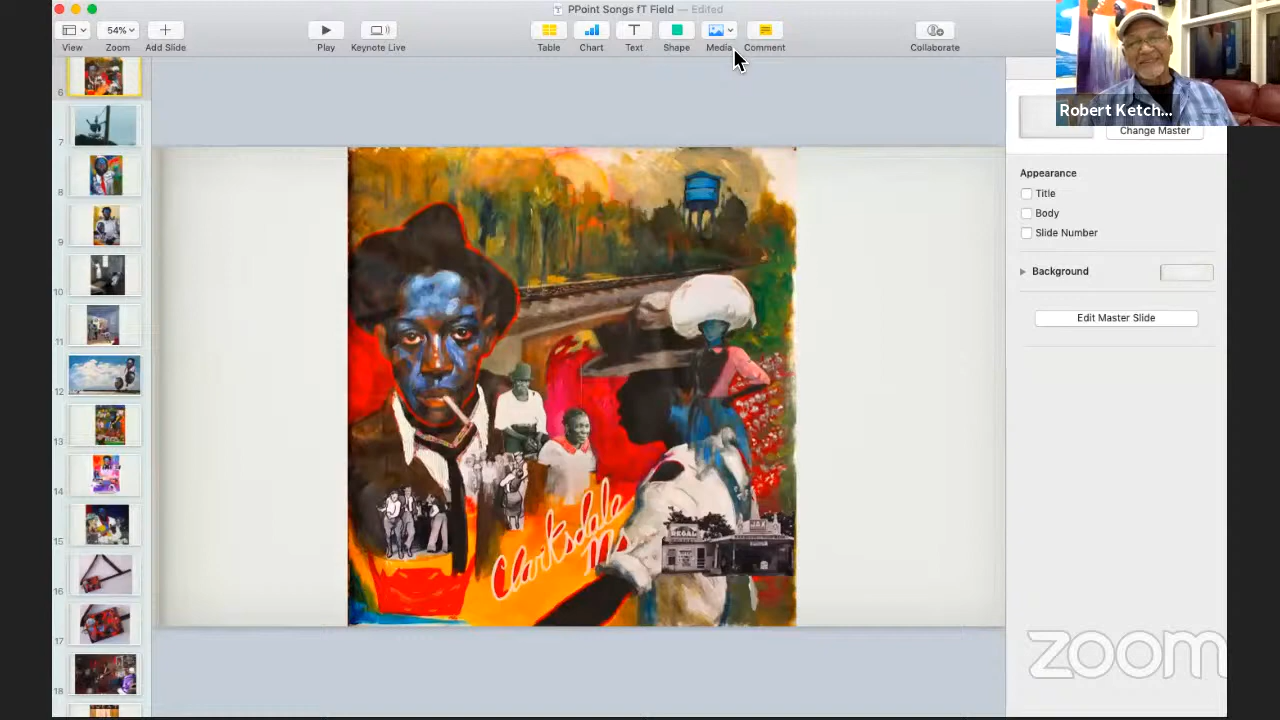 PPoint Songs fT Field — Edited
54%
View
Zoom
Add Slide
Play
Keynote Live
Table
Chart
Text
Shape
Media
Comment
Collaborate
Robert Ketch...
Change Master
Appearance
Title
Body
Slide Number
Background
Edit Master Slide
6
7
8
9
10
11
12
13
14
15
16
17
18
Clarksdale
Ms
REGAL
zoom